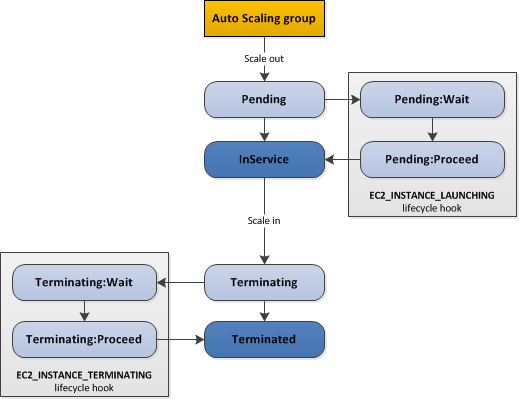 Auto Scaling group
Scale out
Pending
Pending:Wait
InService
Pending:Proceed
EC2_INSTANCE_LAUNCHING
lifecycle hook
Scale in
Terminating:Wait
Terminating
Terminating:Proceed
Terminated
EC2_INSTANCE_TERMINATING
lifecycle hook